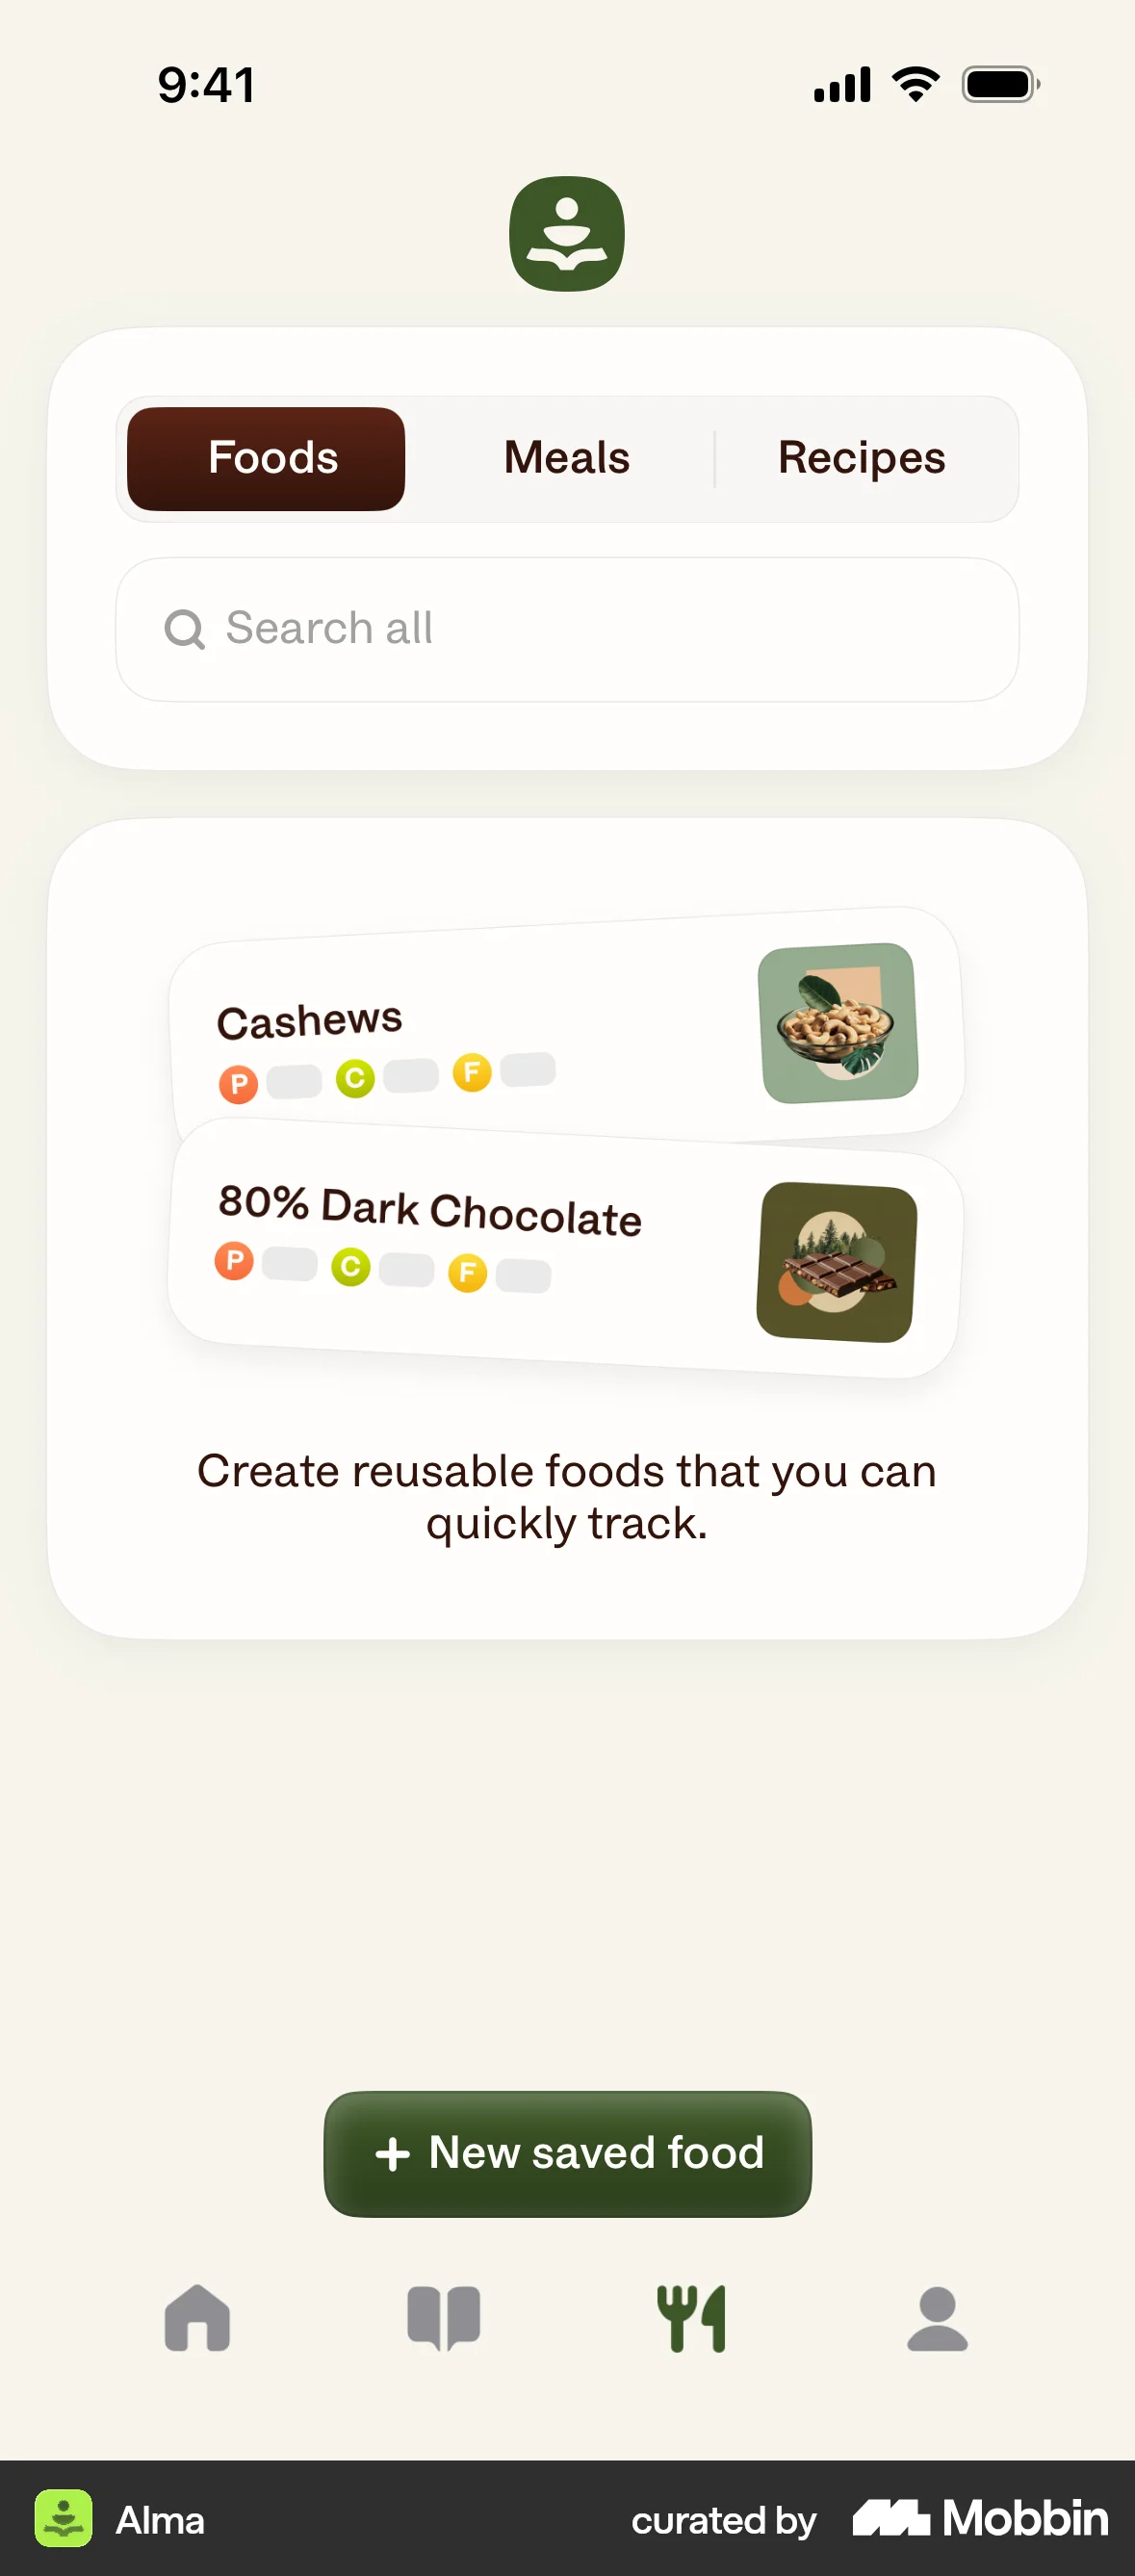 9:41
Foods
Meals
Recipes
Search all
Cashews
P C F
80% Dark Chocolate
P C F
Create reusable foods that you can
quickly track.
+ New saved food
Alma
curated by Mobbin